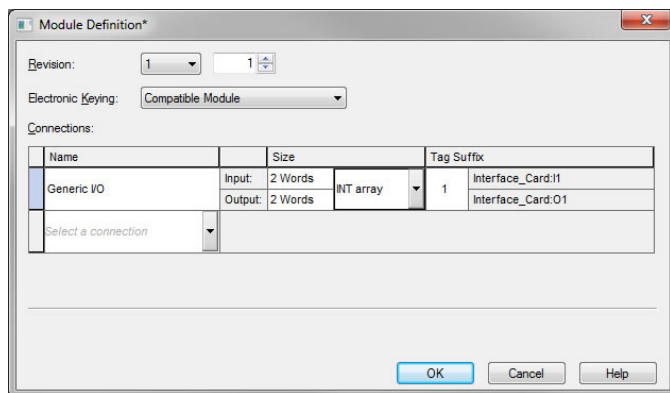 Module Definition*
Revision: 1 1
Electronic Keying: Compatible Module
Connections:
Name Size Tag Suffix
Generic I/O Input: 2 Words INT array 1 Interface_Card:I1
Output: 2 Words Interface_Card:O1
Select a connection
OK Cancel Help